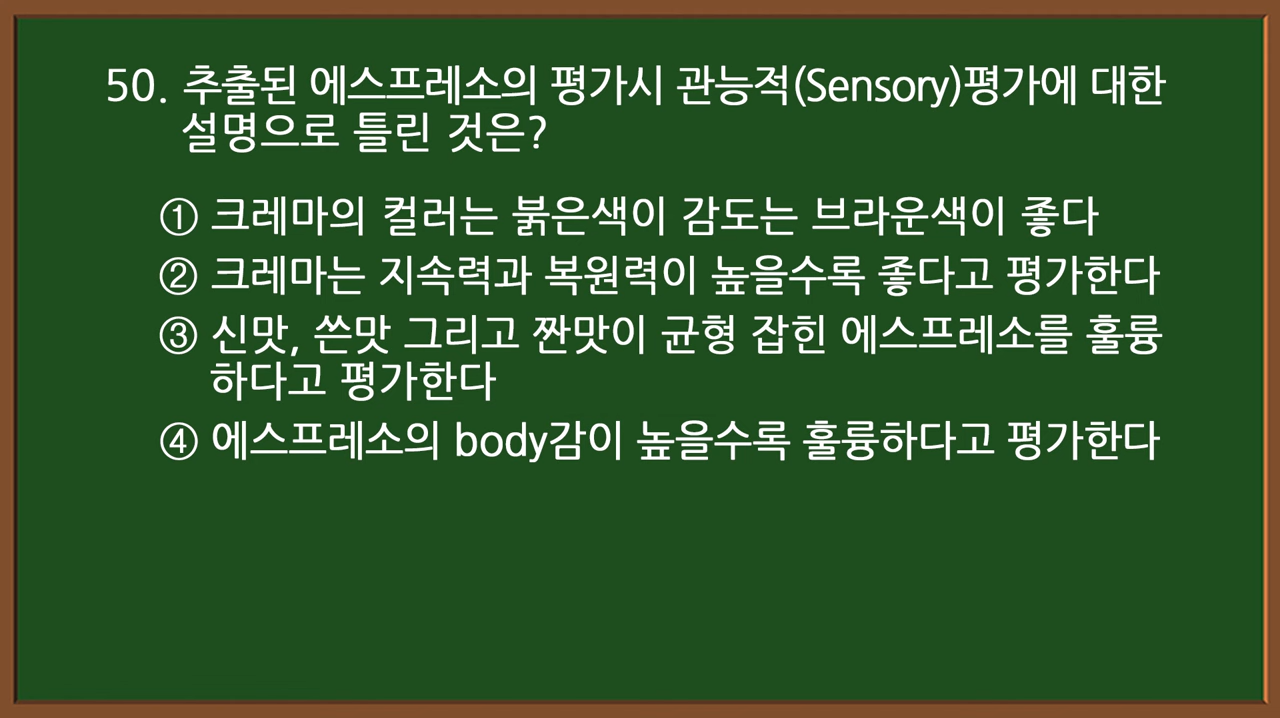 50. 추출된 에스프레소의 평가시 관능적(Sensory)평가에 대한
설명으로 틀린 것은?
① 크레마의 컬러는 붉은색이 감도는 브라운색이 좋다
② 크레마는 지속력과 복원력이 높을수록 좋다고 평가한다
③ 신맛, 쓴맛 그리고 짠맛이 균형 잡힌 에스프레소를 훌륭
하다고 평가한다
④ 에스프레소의 body감이 높을수록 훌륭하다고 평가한다